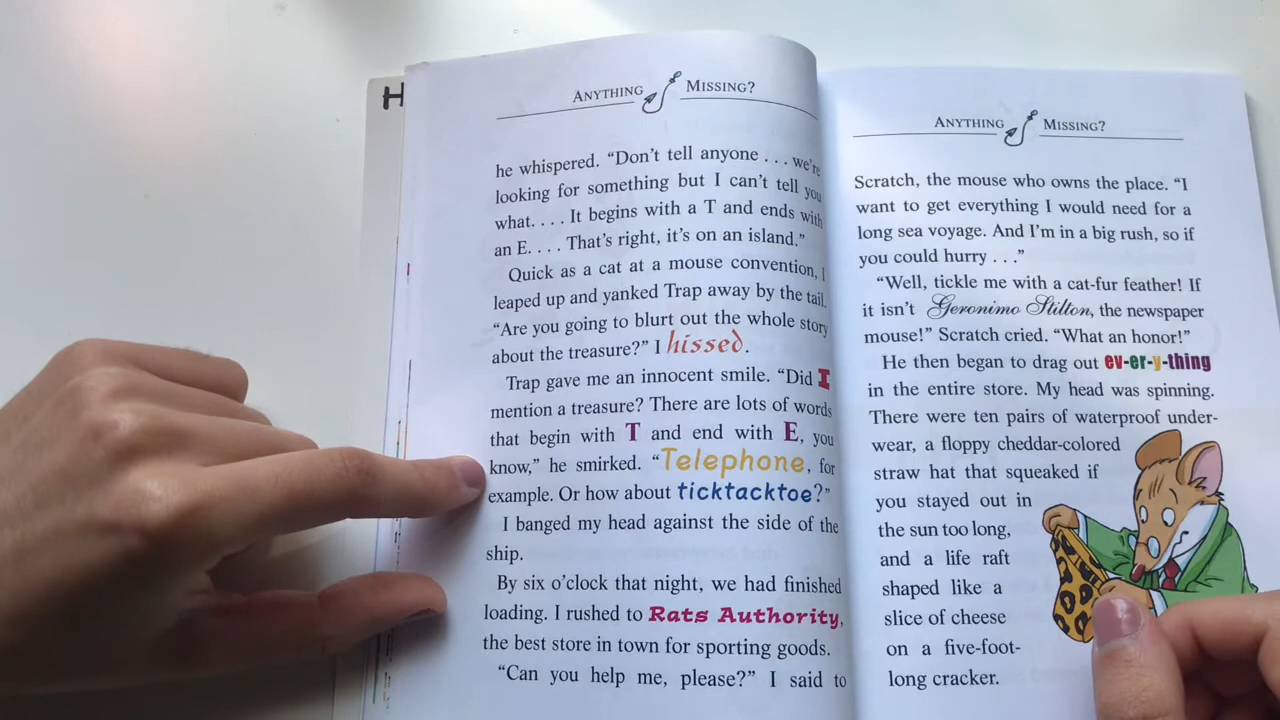 H
ANYTHING MISSING?
he whispered. “Don’t tell anyone . . . we’re
looking for something but I can’t tell you
what. . . . It begins with a T and ends with
an E. . . . That’s right, it’s on an island.”
Quick as a cat at a mouse convention, I
leaped up and yanked Trap away by the tail.
“Are you going to blurt out the whole story
about the treasure?” I hissed.
Trap gave me an innocent smile. “Did I
mention a treasure? There are lots of words
that begin with T and end with E, you
know,” he smirked. “Telephone, for
example. Or how about ticktacktoe?”
I banged my head against the side of the
ship.
By six o’clock that night, we had finished
loading. I rushed to Rats Authority,
the best store in town for sporting goods.
“Can you help me, please?” I said to
ANYTHING MISSING?
Scratch, the mouse who owns the place. “I
want to get everything I would need for a
long sea voyage. And I’m in a big rush, so if
you could hurry . . .”
“Well, tickle me with a cat-fur feather! If
it isn’t Geronimo Stilton, the newspaper
mouse!” Scratch cried. “What an honor!”
He then began to drag out ev-er-y-thing
in the entire store. My head was spinning.
There were ten pairs of waterproof under-
wear, a floppy cheddar-colored
straw hat that squeaked if
you stayed out in
the sun too long,
and a life raft
shaped like a
slice of cheese
on a five-foot-
long cracker.